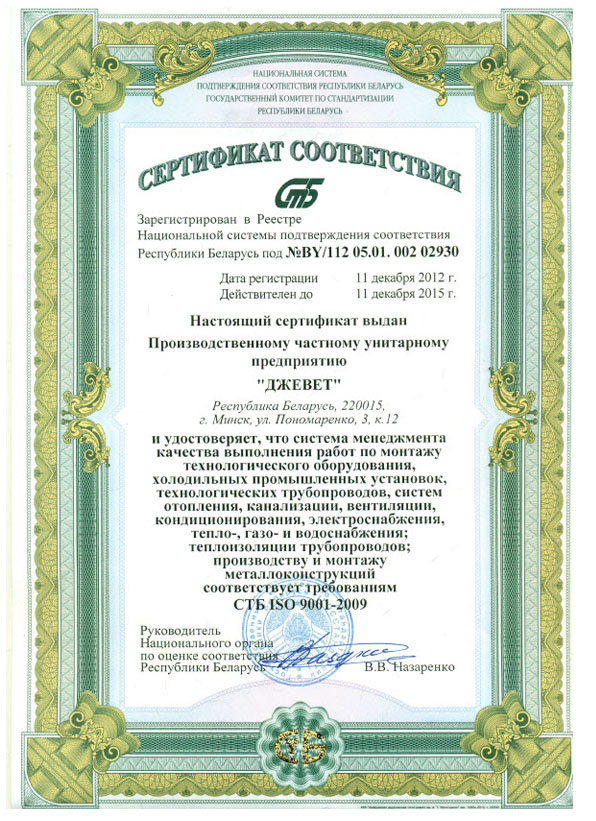 НАЦИОНАЛЬНАЯ СИСТЕМА
ПОДТВЕРЖДЕНИЯ СООТВЕТСТВИЯ РЕСПУБЛИКИ БЕЛАРУСЬ
ГОСУДАРСТВЕННЫЙ КОМИТЕТ ПО СТАНДАРТИЗАЦИИ
РЕСПУБЛИКИ БЕЛАРУСЬ
СЕРТИФИКАТ СООТВЕТСТВИЯ
СТБ
Зарегистрирован в Реестре
Национальной системы подтверждения соответствия
Республики Беларусь под №BY/112 05.01. 002 02930
Дата регистрации 11 декабря 2012 г.
Действителен до 11 декабря 2015 г.
Настоящий сертификат выдан
Производственному частному унитарному
предприятию
"ДЖЕВЕТ"
Республика Беларусь, 220015,
г. Минск, ул. Пономаренко, 3, к.12
и удостоверяет, что система менеджмента
качества выполнения работ по монтажу
технологического оборудования,
холодильных промышленных установок,
технологических трубопроводов, систем
отопления, канализации, вентиляции,
кондиционирования, электроснабжения,
тепло-, газо- и водоснабжения;
теплоизоляции трубопроводов;
производству и монтажу
металлоконструкций
соответствует требованиям
СТБ ISO 9001-2009
Руководитель
Национального органа
по оценке соответствия
Республики Беларусь В.В. Назаренко